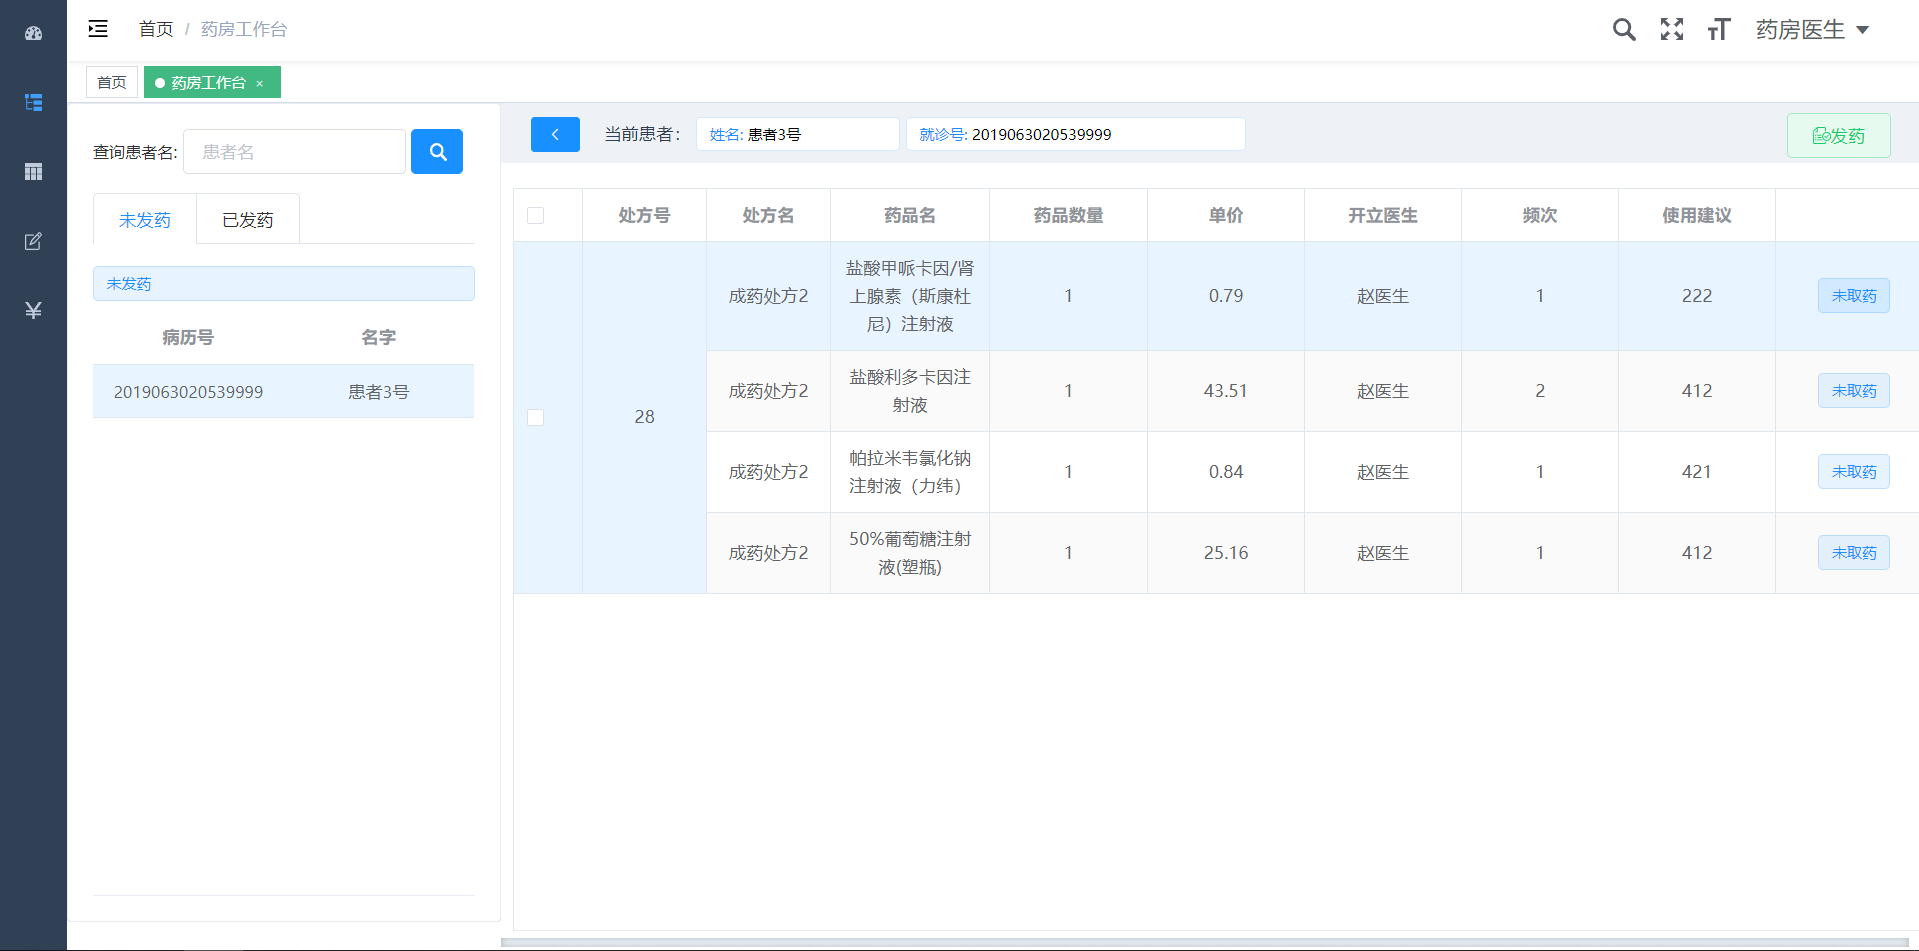 首页 / 药房工作台
药房医生
首页
药房工作台 ×
查询患者名: 患者名
未发药 已发药
未发药
病历号 名字
2019063020539999 患者3号
当前患者： 姓名: 患者3号 就诊号: 2019063020539999 发药
处方号 处方名 药品名 药品数量 单价 开立医生 频次 使用建议
28
成药处方2 盐酸甲哌卡因/肾 1 0.79 赵医生 1 222 未取药
上腺素（斯康杜
尼）注射液
成药处方2 盐酸利多卡因注 1 43.51 赵医生 2 412 未取药
射液
成药处方2 帕拉米韦氯化钠 1 0.84 赵医生 1 421 未取药
注射液（力纬）
成药处方2 50%葡萄糖注射 1 25.16 赵医生 1 412 未取药
液(塑瓶)